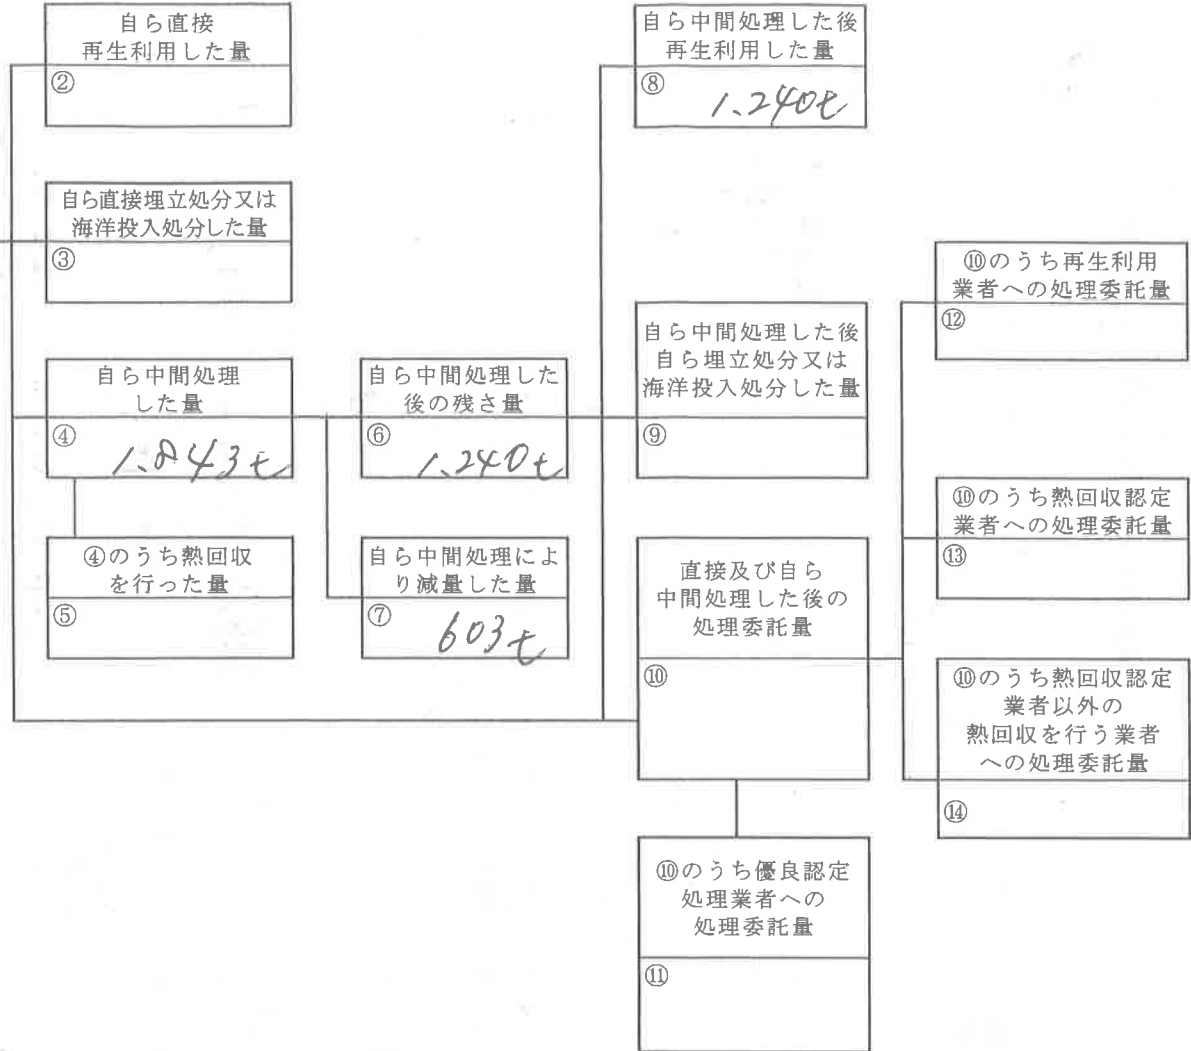 自ら直接
再生利用した量
②
自ら直接埋立処分又は
海洋投入処分した量
③
自ら中間処理
した量
④
1、843t
④のうち熱回収
を行った量
⑤
自ら中間処理した
後の残さ量
⑥
1、240t
自ら中間処理によ
り減量した量
⑦
603t
自ら中間処理した後
再生利用した量
⑧
1、240t
自ら中間処理した後
自ら埋立処分又は
海洋投入処分した量
⑨
直接及び自ら
中間処理した後の
処理委託量
⑩
⑩のうち優良認定
処理業者への
処理委託量
⑪
⑩のうち再生利用
業者への処理委託量
⑫
⑩のうち熱回収認定
業者への処理委託量
⑬
⑩のうち熱回収認定
業者以外の
熱回収を行う業者
への処理委託量
⑭